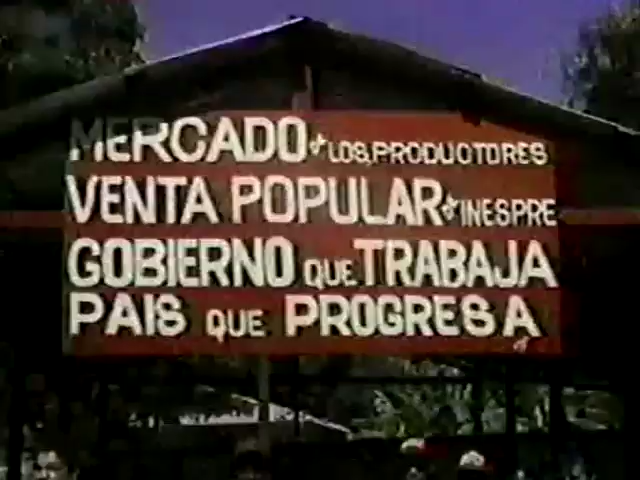 MERCADO de LOS PRODUCTORES
VENTA POPULAR de INESPRE
GOBIERNO QUE TRABAJA
PAIS QUE PROGRESA